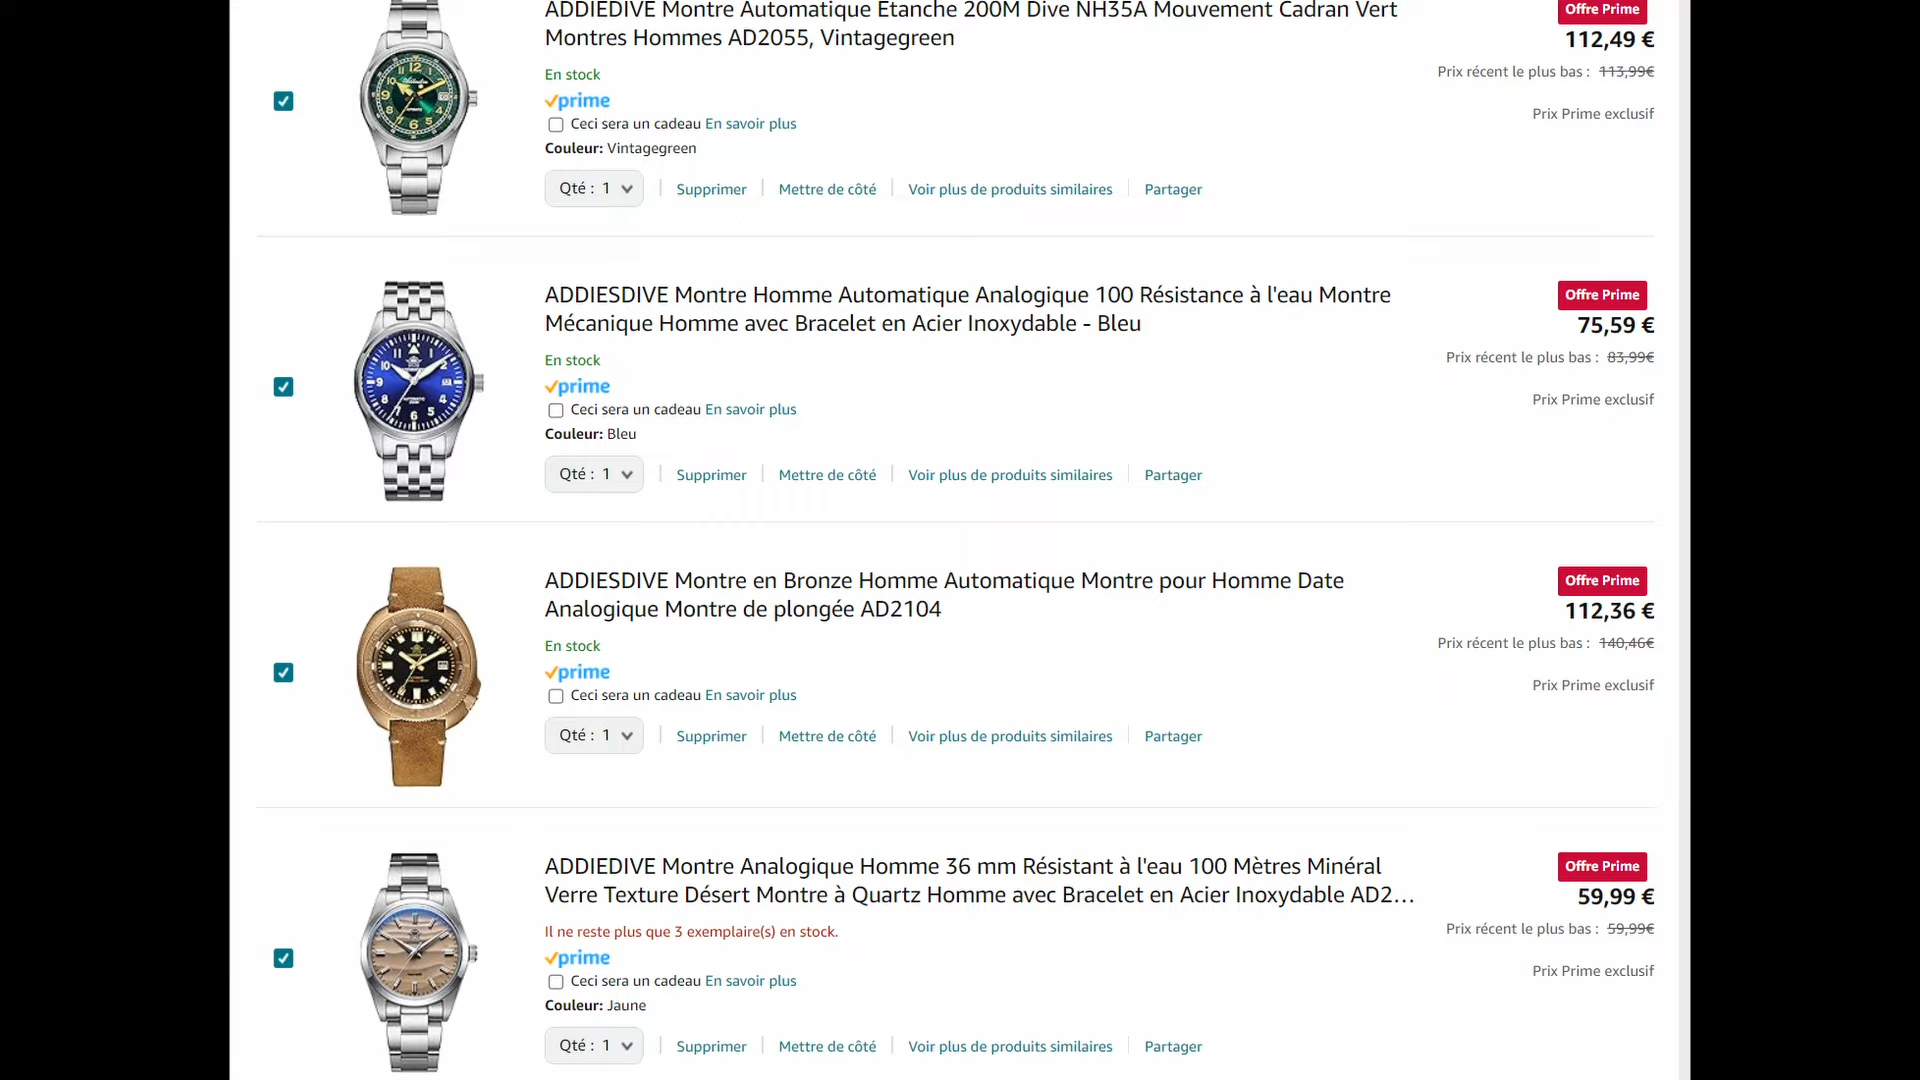 ADDIEDIVE Montre Automatique Etanche 200M Dive NH35A Mouvement Cadran Vert
Montres Hommes AD2055, Vintagegreen
Offre Prime
112,49 €
Prix récent le plus bas : 113,99€
Prix Prime exclusif
En stock
prime
Ceci sera un cadeau En savoir plus
Couleur: Vintagegreen
Qté : 1
Supprimer
Mettre de côté
Voir plus de produits similaires
Partager
ADDIESDIVE Montre Homme Automatique Analogique 100 Résistance à l'eau Montre
Mécanique Homme avec Bracelet en Acier Inoxydable - Bleu
Offre Prime
75,59 €
Prix récent le plus bas : 83,99€
Prix Prime exclusif
En stock
prime
Ceci sera un cadeau En savoir plus
Couleur: Bleu
Qté : 1
Supprimer
Mettre de côté
Voir plus de produits similaires
Partager
ADDIESDIVE Montre en Bronze Homme Automatique Montre pour Homme Date
Analogique Montre de plongée AD2104
Offre Prime
112,36 €
Prix récent le plus bas : 140,46€
Prix Prime exclusif
En stock
prime
Ceci sera un cadeau En savoir plus
Qté : 1
Supprimer
Mettre de côté
Voir plus de produits similaires
Partager
ADDIEDIVE Montre Analogique Homme 36 mm Résistant à l'eau 100 Mètres Minéral
Verre Texture Désert Montre à Quartz Homme avec Bracelet en Acier Inoxydable AD2…
Offre Prime
59,99 €
Prix récent le plus bas : 59,99€
Prix Prime exclusif
Il ne reste plus que 3 exemplaire(s) en stock.
prime
Ceci sera un cadeau En savoir plus
Couleur: Jaune
Qté : 1
Supprimer
Mettre de côté
Voir plus de produits similaires
Partager